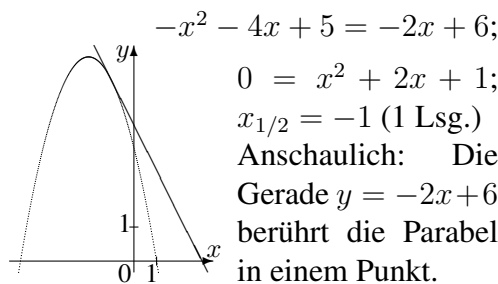 −x² − 4x + 5 = −2x + 6;
0 = x² + 2x + 1;
x₁/₂ = −1 (1 Lsg.)
Anschaulich: Die
Gerade y = −2x+6
berührt die Parabel
in einem Punkt.
y
1
x
0 1